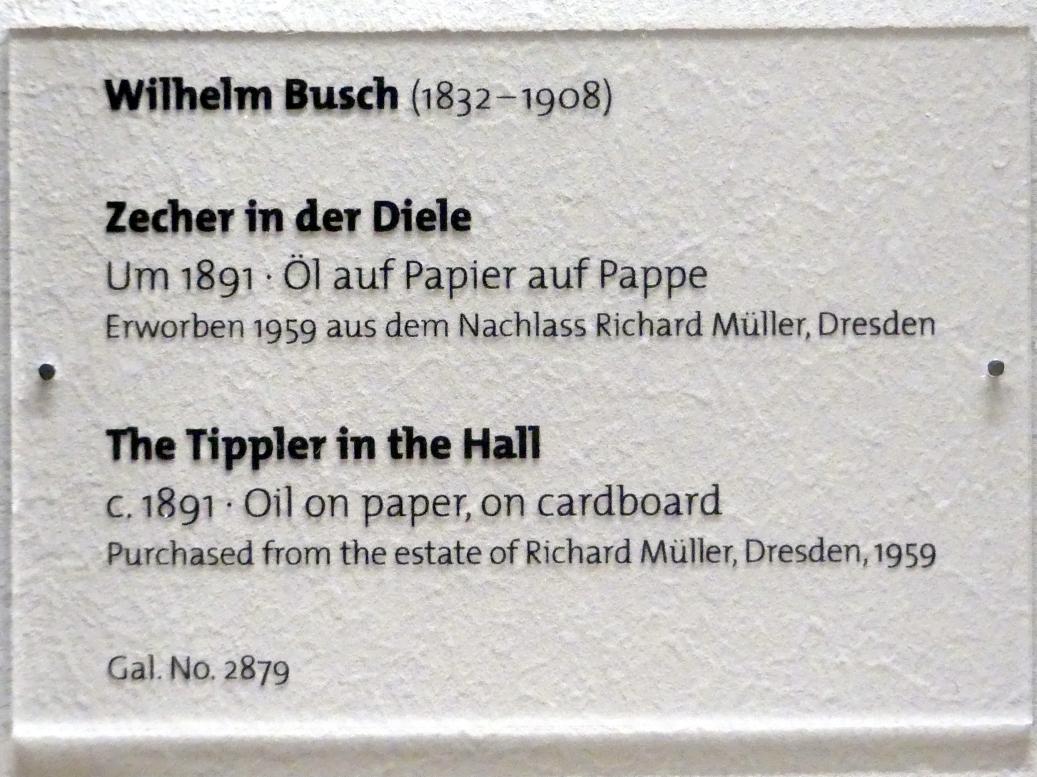 Wilhelm Busch (1832–1908)
Zecher in der Diele
Um 1891 · Öl auf Papier auf Pappe
Erworben 1959 aus dem Nachlass Richard Müller, Dresden
The Tippler in the Hall
c. 1891 · Oil on paper, on cardboard
Purchased from the estate of Richard Müller, Dresden, 1959
Gal. No. 2879